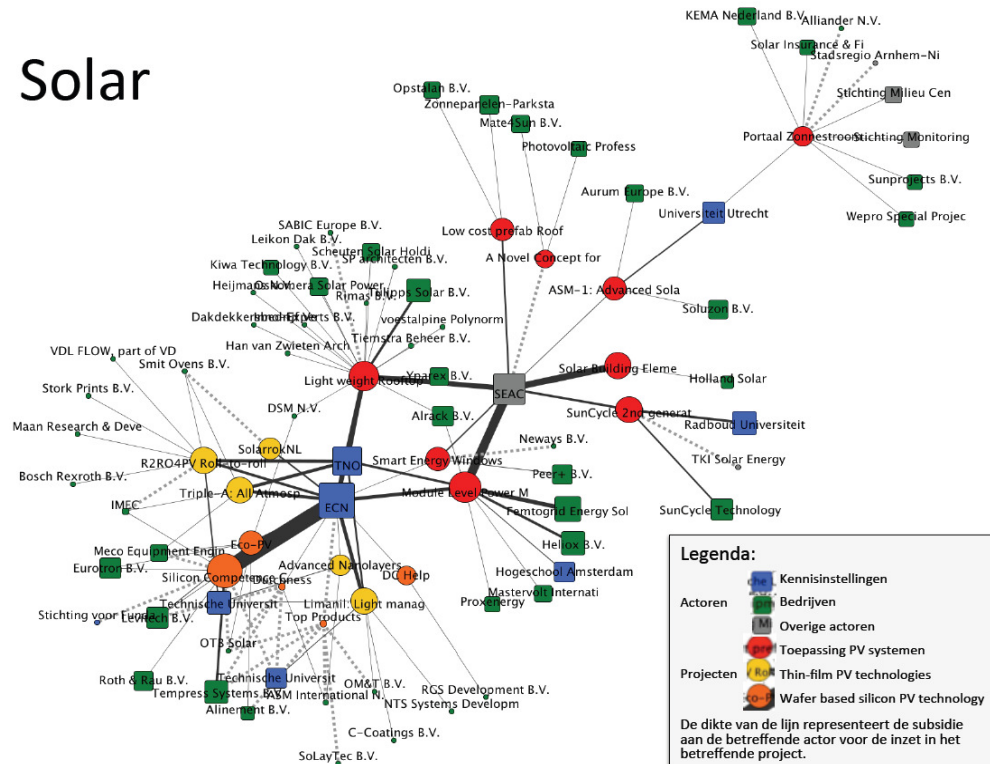 Solar
KEMA Nederland B.V.
Alliander N.V.
Solar Insurance & Fi
Stadsregio Arnhem-Ni
Opstalan B.V.
Stichting Milieu Cen
Zonnepanelen-Parksta
Mate4Sun B.V.
Portaal Zonnestroom
Stichting Monitoring
Photovoltaic Profess
Sunprojects B.V.
Aurum Europe B.V.
Universiteit Utrecht
Wepro Special Projec
SABIC Europe B.V.
Low cost prefab Roof
Leikon Dak B.V.
Scheuten Solar Holdi
A Novel Concept for
SP architecten B.V.
Kiwa Technology B.V.
Heijmans N.V.
Solar Power
ASM-1: Advanced Sola
Rimas B.V.
Tulipps Solar B.V.
Soluzon B.V.
Dakdekkers
voestalpine Polynorm
Tiemstra Beheer B.V.
Han van Zwieten Arch
VDL FLOW, part of VD
Smit Ovens B.V.
Solar Building Eleme
Light weight Rooftop
Yparex B.V.
Holland Solar
SEAC
Stork Prints B.V.
DSM N.V.
Alrack B.V.
SunCycle 2nd generat
Radboud Universiteit
Maan Research & Deve
Neways B.V.
SolarrokNL
TNO
Smart Energy Windows
TKI Solar Energy
R2RO4PV Roll-to-roll
Bosch Rexroth B.V.
Peer+ B.V.
Triple-A: All Atmosp
Module Level Power M
IMEC
ECN
Femtogrid Energy Sol
SunCycle Technology
Eco-PV
Heliox B.V.
Meco Equipment Engin
Eurotron B.V.
Advanced Nanolayers
Hogeschool Amsterdam
Silicon Competence
Dutchness
DC Help
Mastervolt Internati
Technische Universit
Limanil: Light manag
Proxenergy
Stichting voor Funda
Levitech B.V.
Top Products
OTB Solar
Roth & Rau B.V.
Technische Universit
Tempress Systems B.V.
ASM International N.
OM&T B.V.
RGS Development B.V.
Alinement B.V.
NTS Systems Developm
C-Coatings B.V.
SoLayTec B.V.
Legenda:
Kennisinstellingen
Actoren
Bedrijven
Overige actoren
Toepassing PV systemen
Projecten
Thin-film PV technologies
Wafer based silicon PV technology
De dikte van de lijn representeert de subsidie
aan de betreffende actor voor de inzet in het
betreffende project.